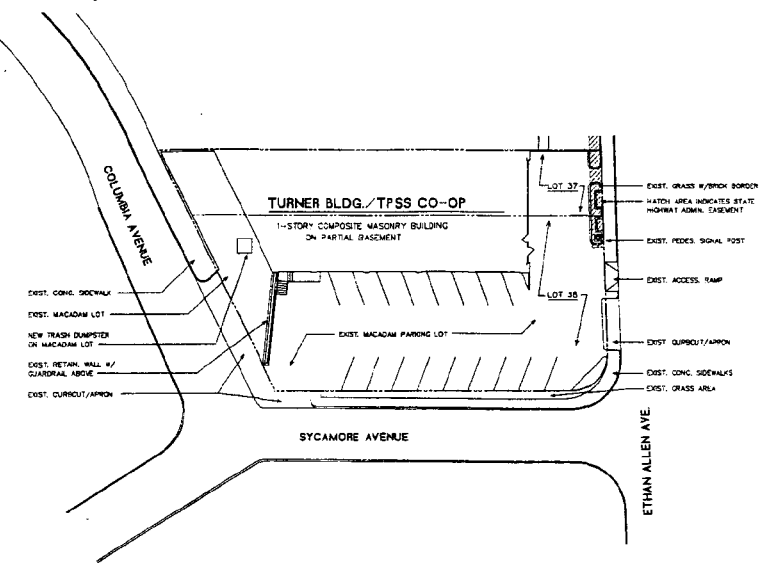 COLUMBIA AVENUE
TURNER BLDG./TPSS CO-OP
1-STORY COMPOSITE MASONRY BUILDING
ON PARTIAL BASEMENT
LOT 37
LOT 38
EXIST. MACADAM PARKING LOT
EXIST. CONC. SIDEWALK
EXIST. MACADAM LOT
NEW TRASH DUMPSTER
ON MACADAM LOT
EXIST. RETAIN. WALL W/
GUARDRAIL ABOVE
EXIST. CURBCUT/APRON
EXIST. GRASS W/BRICK BORDER
HATCH AREA INDICATES STATE
HIGHWAY ADMIN. EASEMENT
EXIST. PEDES. SIGNAL POST
EXIST. ACCESS. RAMP
EXIST. CURBCUT/APRON
EXIST. CONC. SIDEWALKS
EXIST. GRASS AREA
SYCAMORE AVENUE
ETHAN ALLEN AVE.